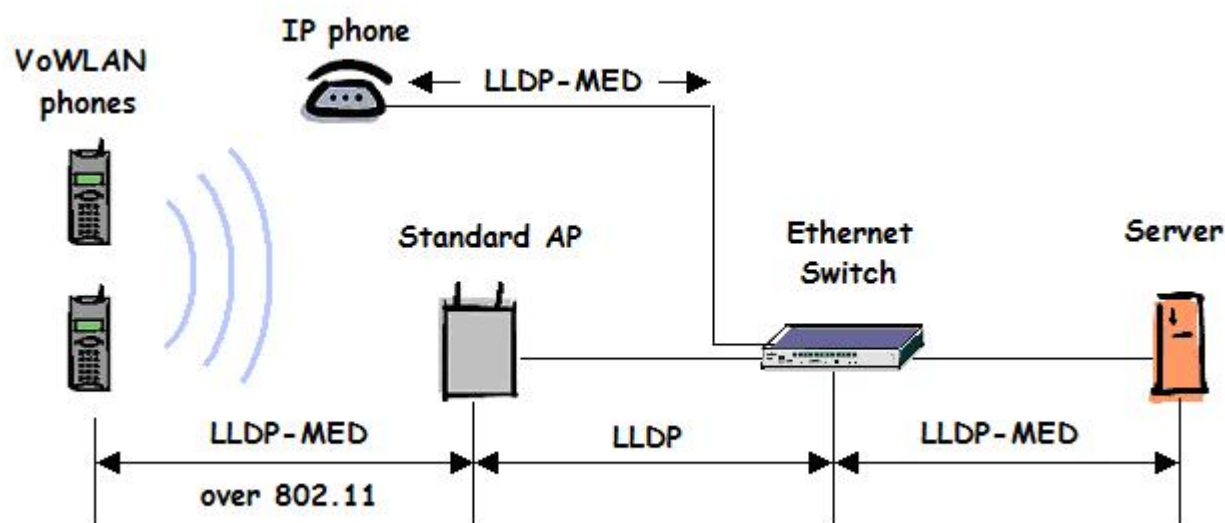 IP phone
VoWLAN
phones
LLDP-MED
Standard AP
Ethernet
Switch
Server
LLDP-MED
over 802.11
LLDP
LLDP-MED